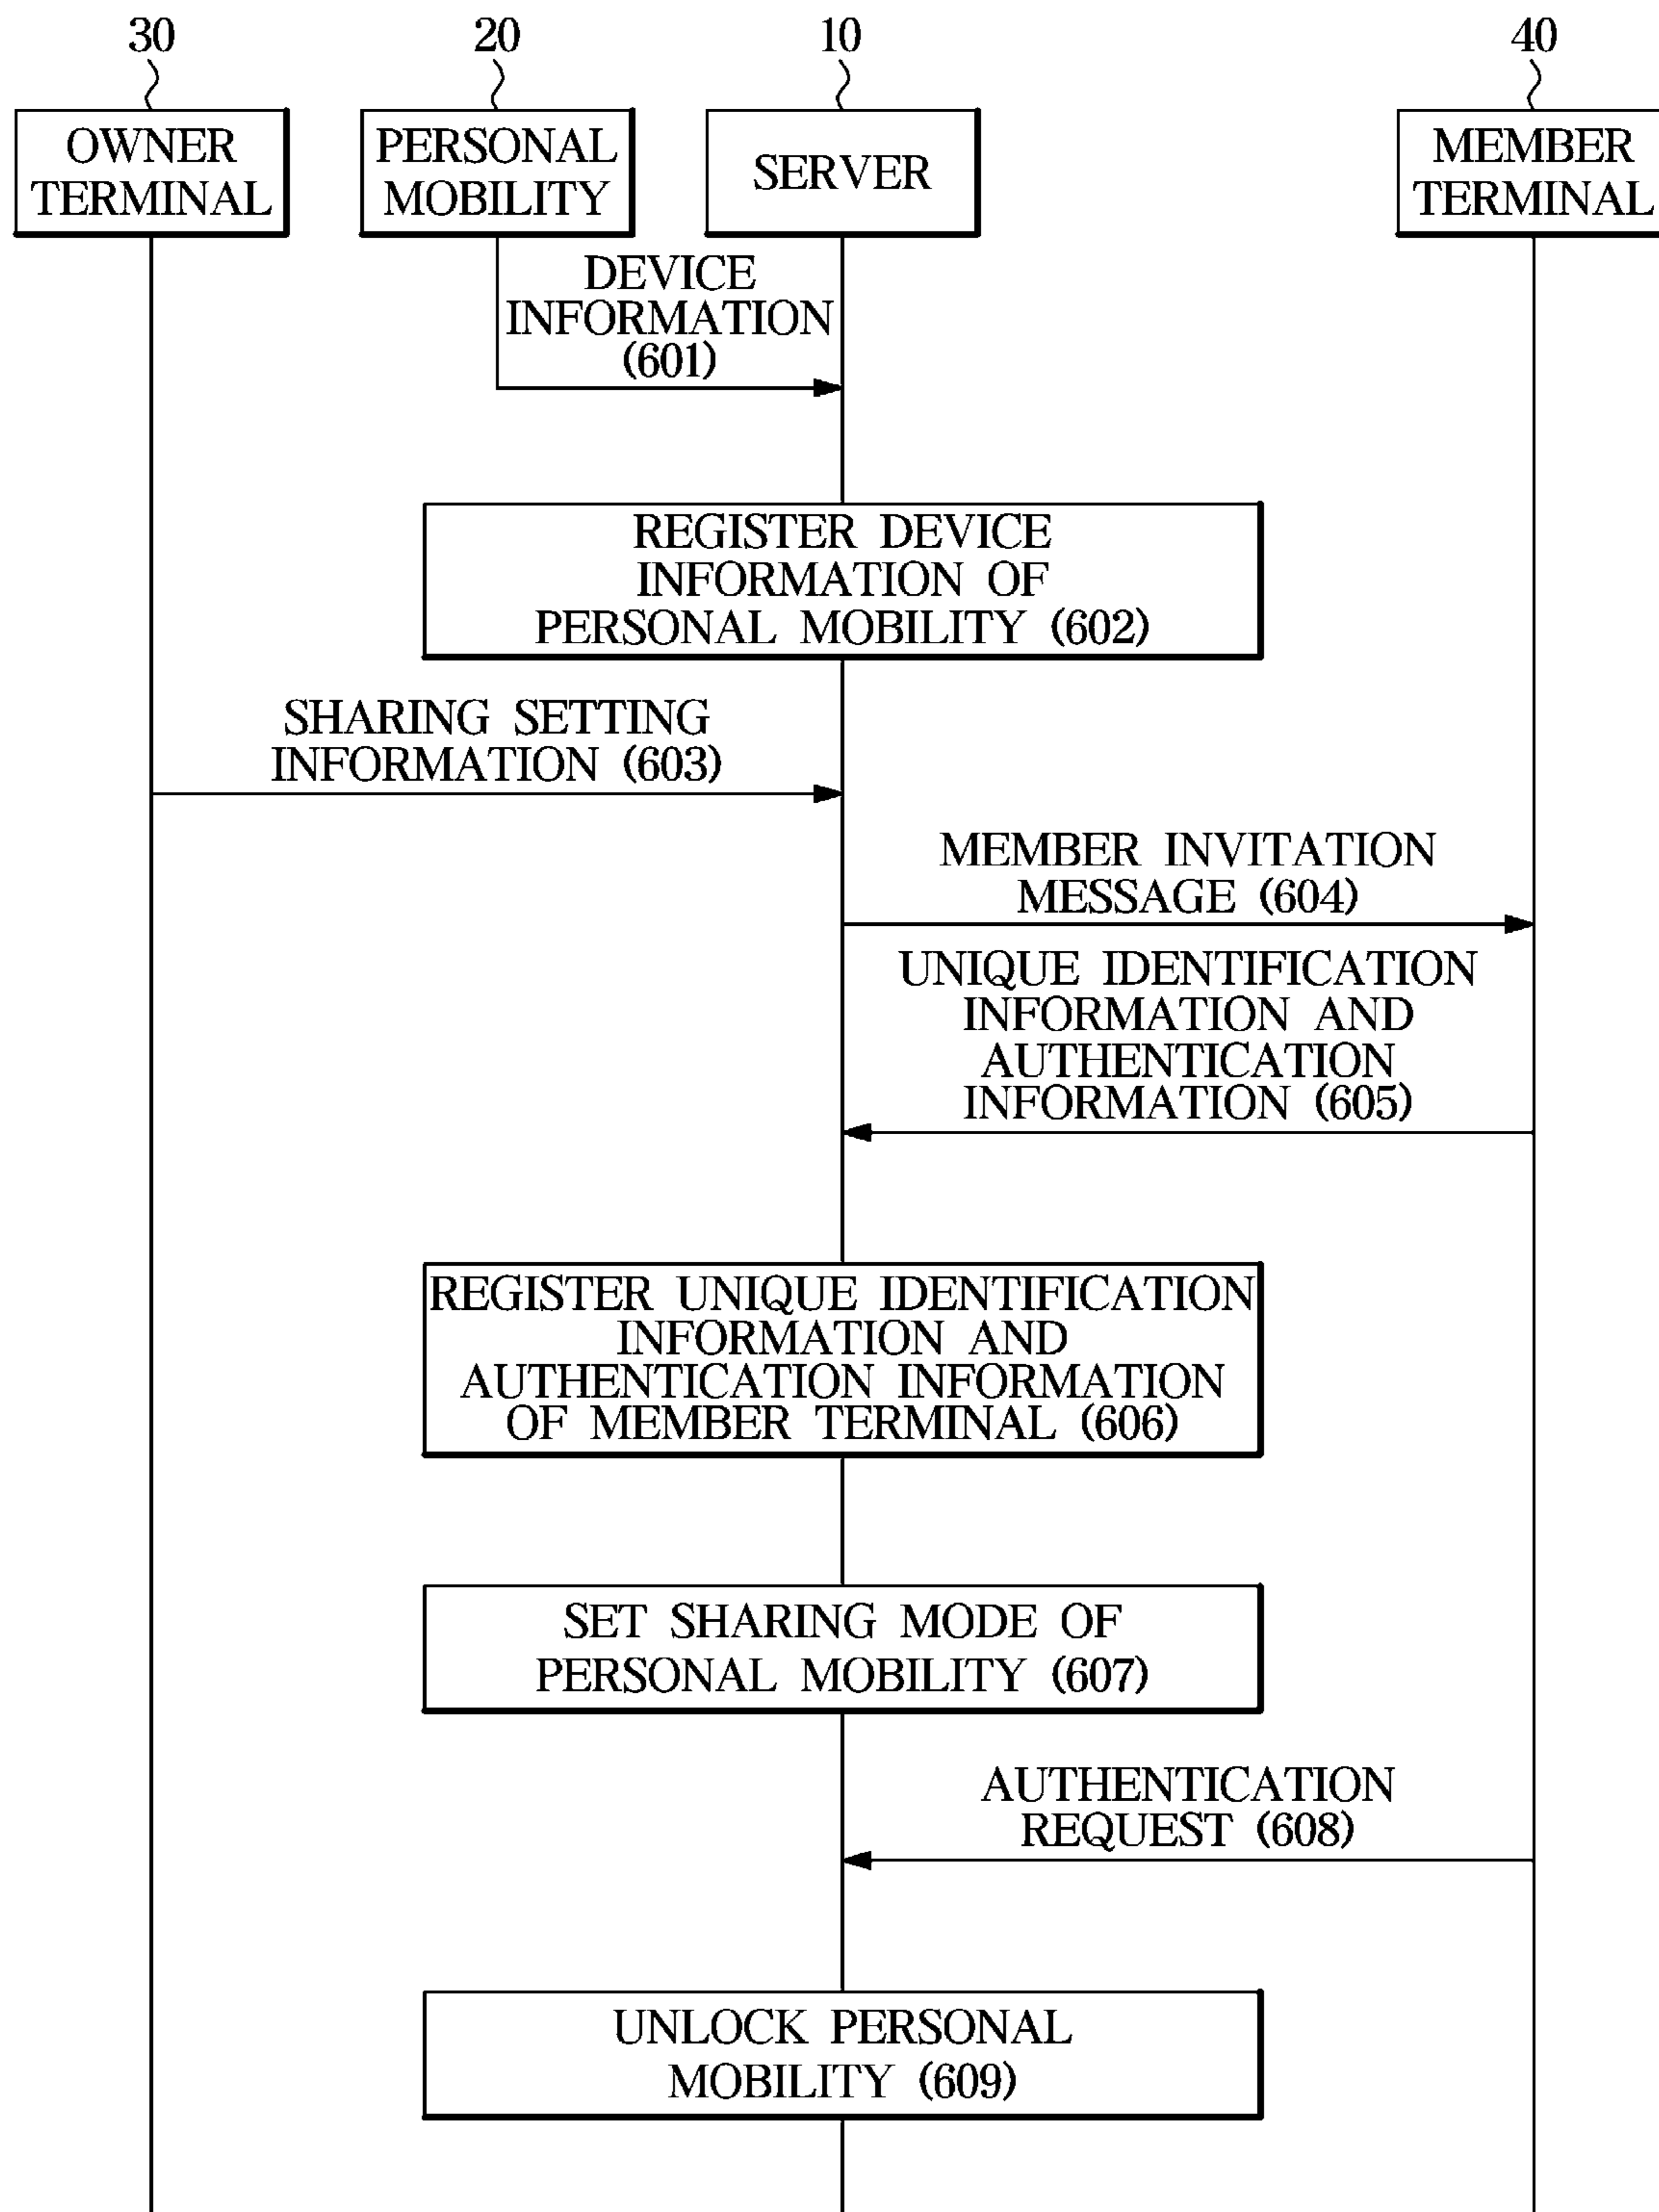 30
20
10
40
OWNER
TERMINAL
PERSONAL
MOBILITY
SERVER
MEMBER
TERMINAL
DEVICE
INFORMATION
(601)
REGISTER DEVICE
INFORMATION OF
PERSONAL MOBILITY (602)
SHARING SETTING
INFORMATION (603)
MEMBER INVITATION
MESSAGE (604)
UNIQUE IDENTIFICATION
INFORMATION AND
AUTHENTICATION
INFORMATION (605)
REGISTER UNIQUE IDENTIFICATION
INFORMATION AND
AUTHENTICATION INFORMATION
OF MEMBER TERMINAL (606)
SET SHARING MODE OF
PERSONAL MOBILITY (607)
AUTHENTICATION
REQUEST (608)
UNLOCK PERSONAL
MOBILITY (609)